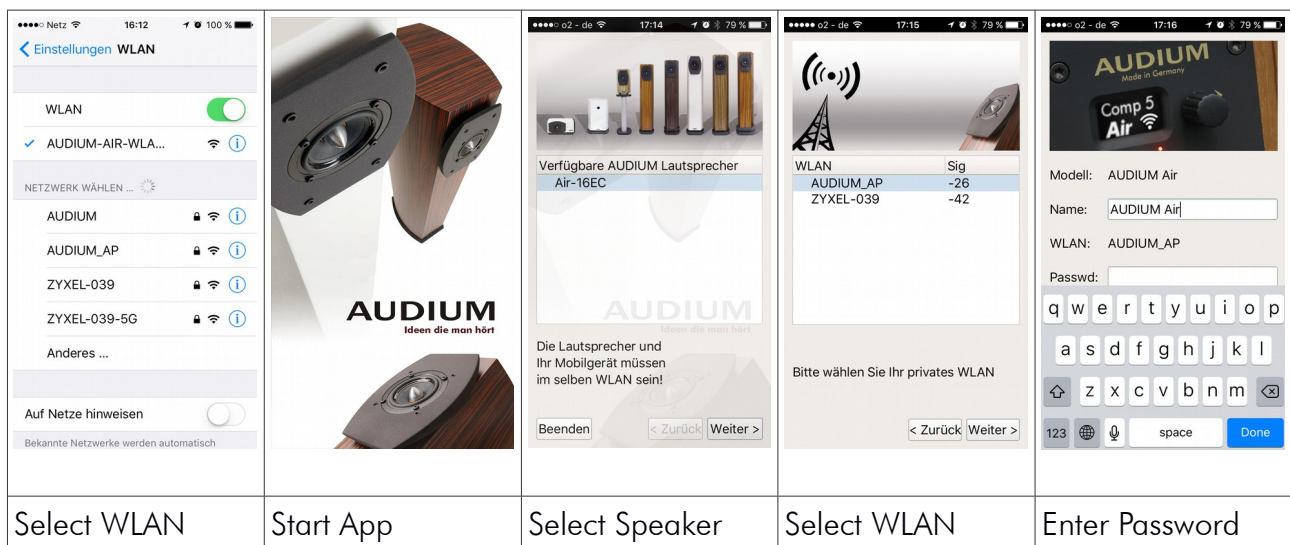 ●●●●○ Netz 16:12 100 %
Einstellungen WLAN
WLAN
AUDIUM-AIR-WLA...
NETZWERK WÄHLEN ...
AUDIUM
AUDIUM_AP
ZYXEL-039
ZYXEL-039-5G
Anderes ...
Auf Netze hinweisen
Bekannte Netzwerke werden automatisch
Select WLAN
AUDIUM
Ideen die man hört
Start App
●●●●○ o2 - de 17:14 79 %
Verfügbare AUDIUM Lautsprecher
Air-16EC
AUDIUM
Ideen die man hört
Die Lautsprecher und
Ihr Mobilgerät müssen
im selben WLAN sein!
Beenden < Zurück Weiter >
Select Speaker
●●●●● o2 - de 17:15 79 %
WLAN Sig
AUDIUM_AP -26
ZYXEL-039 -42
Bitte wählen Sie Ihr privates WLAN
< Zurück Weiter >
Select WLAN
●●●●○ o2 - de 17:16 79 %
AUDIUM
Made in Germany
Comp 5
Air
Modell: AUDIUM Air
Name: AUDIUM Air
WLAN: AUDIUM_AP
Passwd:
q w e r t y u i o p
a s d f g h j k l
z x c v b n m
123 space Done
Enter Password